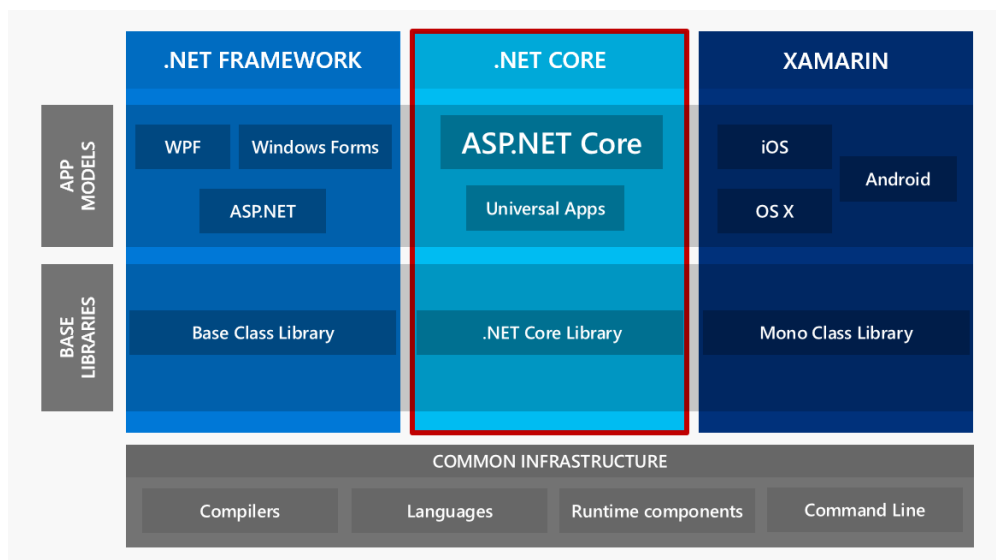 .NET FRAMEWORK
.NET CORE
XAMARIN
APP
MODELS
WPF
Windows Forms
ASP.NET
ASP.NET Core
Universal Apps
iOS
Android
OS X
BASE
LIBRARIES
Base Class Library
.NET Core Library
Mono Class Library
COMMON INFRASTRUCTURE
Compilers
Languages
Runtime components
Command Line